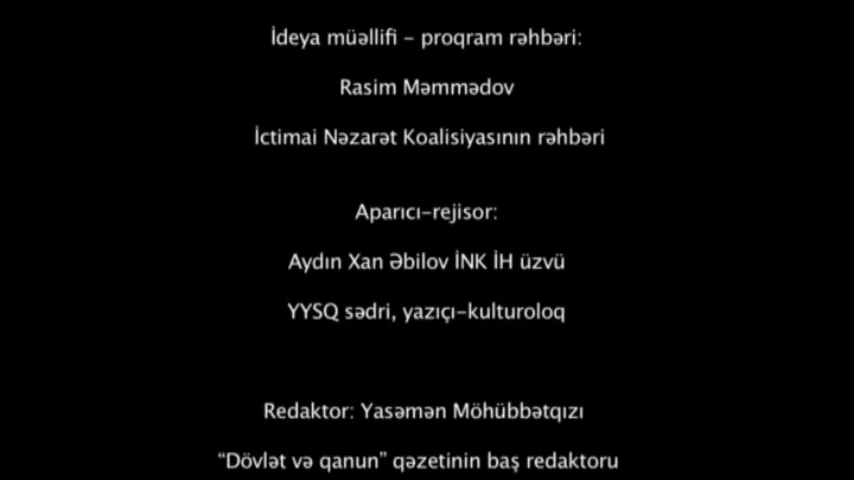 İdeya müəllifi - proqram rəhbəri:
Rasim Məmmədov
İctimai Nəzarət Koalisiyasının rəhbəri
Aparıcı-rejisor:
Aydın Xan Əbilov İNK İH üzvü
YYSQ sədri, yazıçı-kulturoloq
Redaktor: Yasəmən Möhübbətqızı
“Dövlət və qanun” qəzetinin baş redaktoru